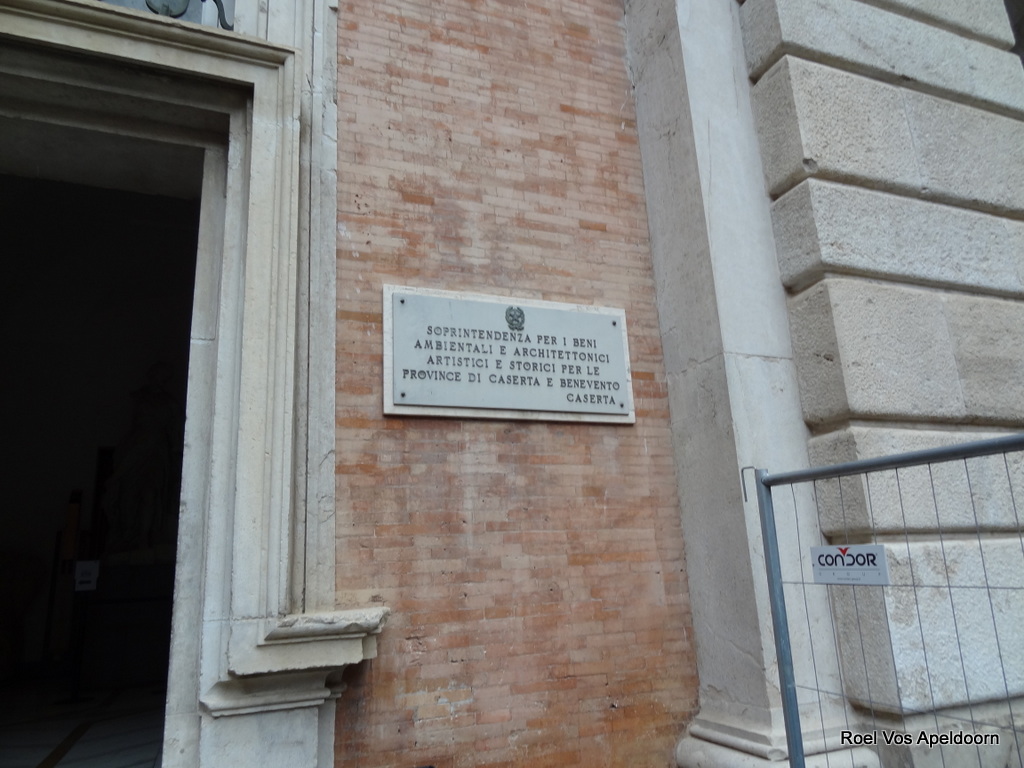 SOPRINTENDENZA PER I BENI
AMBIENTALI E ARCHITETTONICI
ARTISTICI E STORICI PER LE
PROVINCE DI CASERTA E BENEVENTO
CASERTA
CONDOR
Roel Vos Apeldoorn